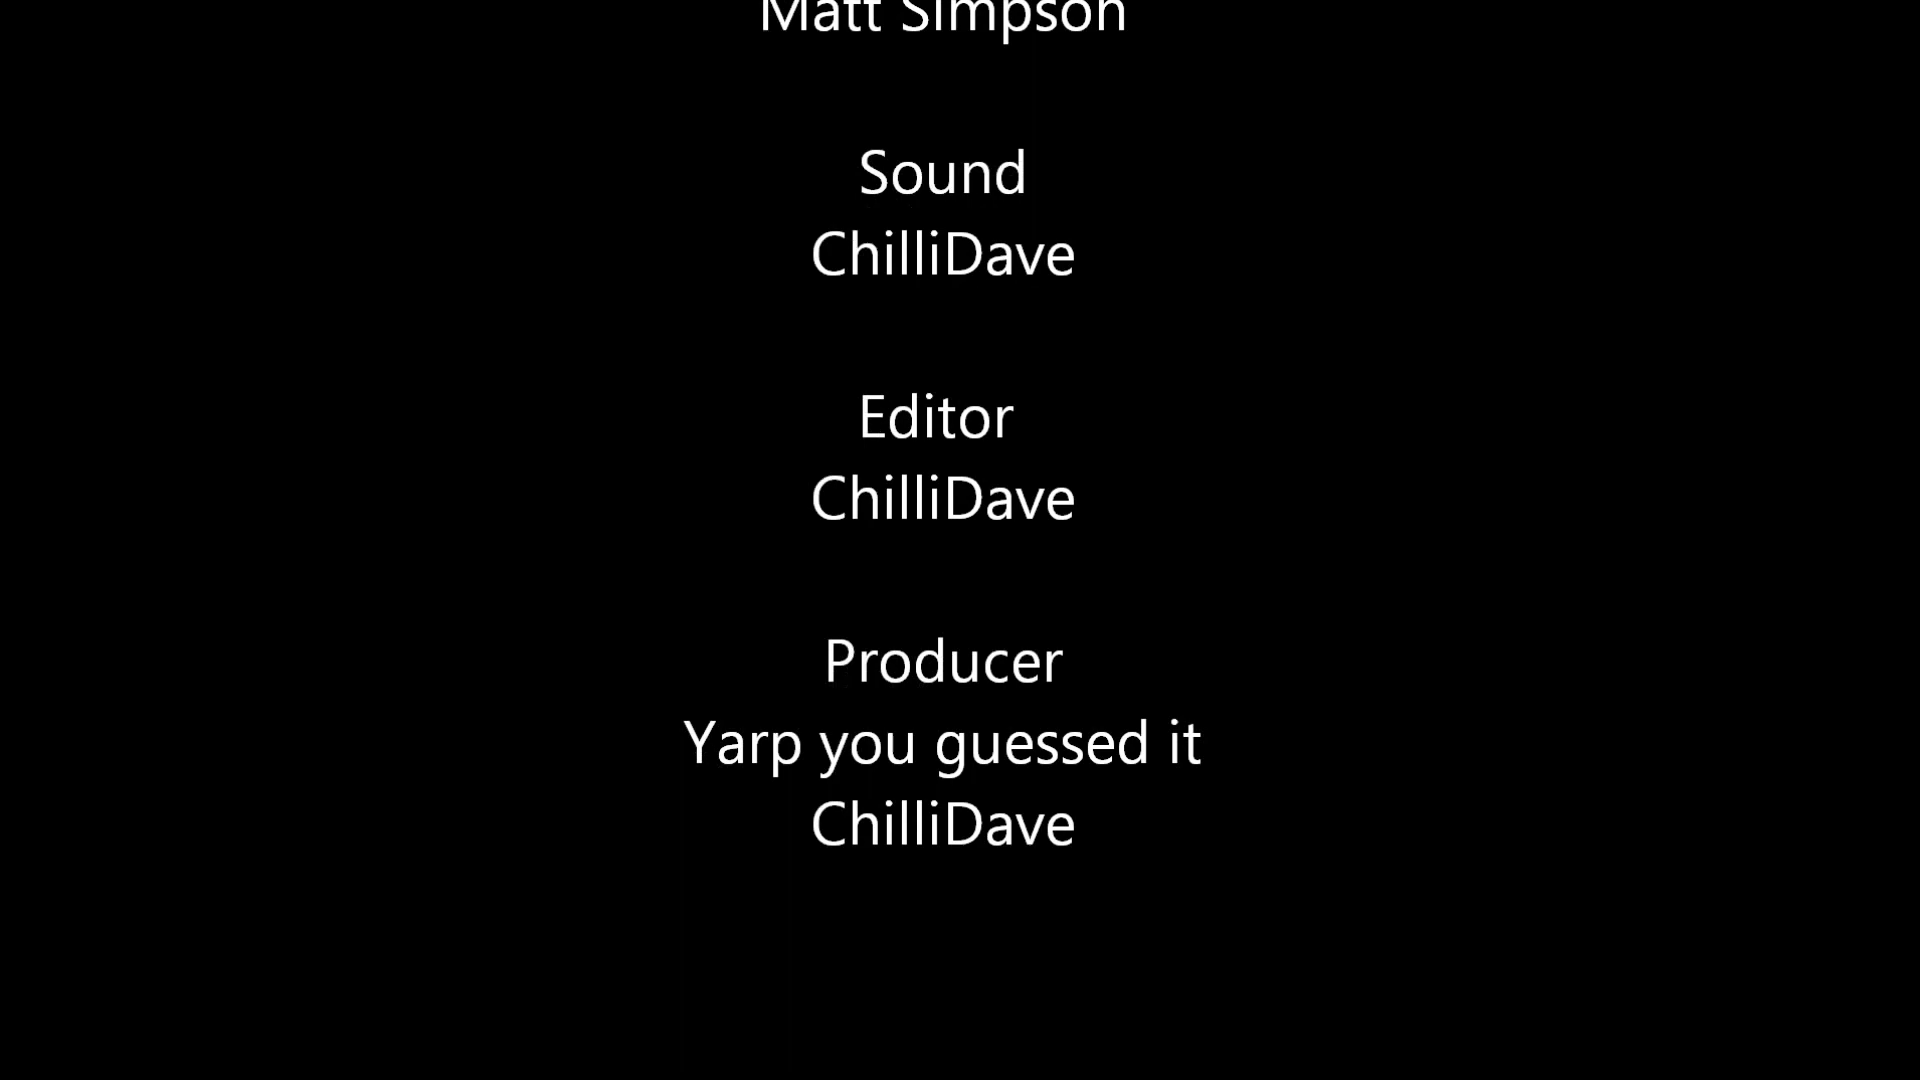 Matt Simpson
Sound
ChilliDave
Editor
ChilliDave
Producer
Yarp you guessed it
ChilliDave